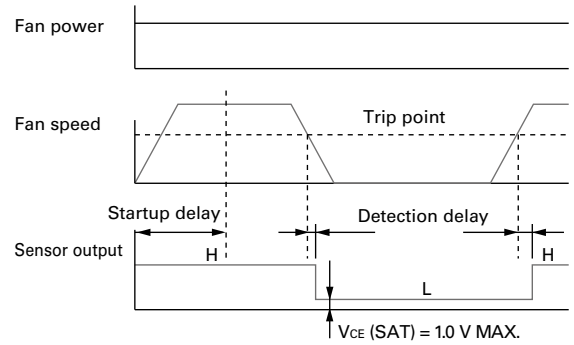 Fan power
Fan speed
Trip point
Startup delay
Detection delay
Sensor output
H
L
H
VCE (SAT) = 1.0 V MAX.